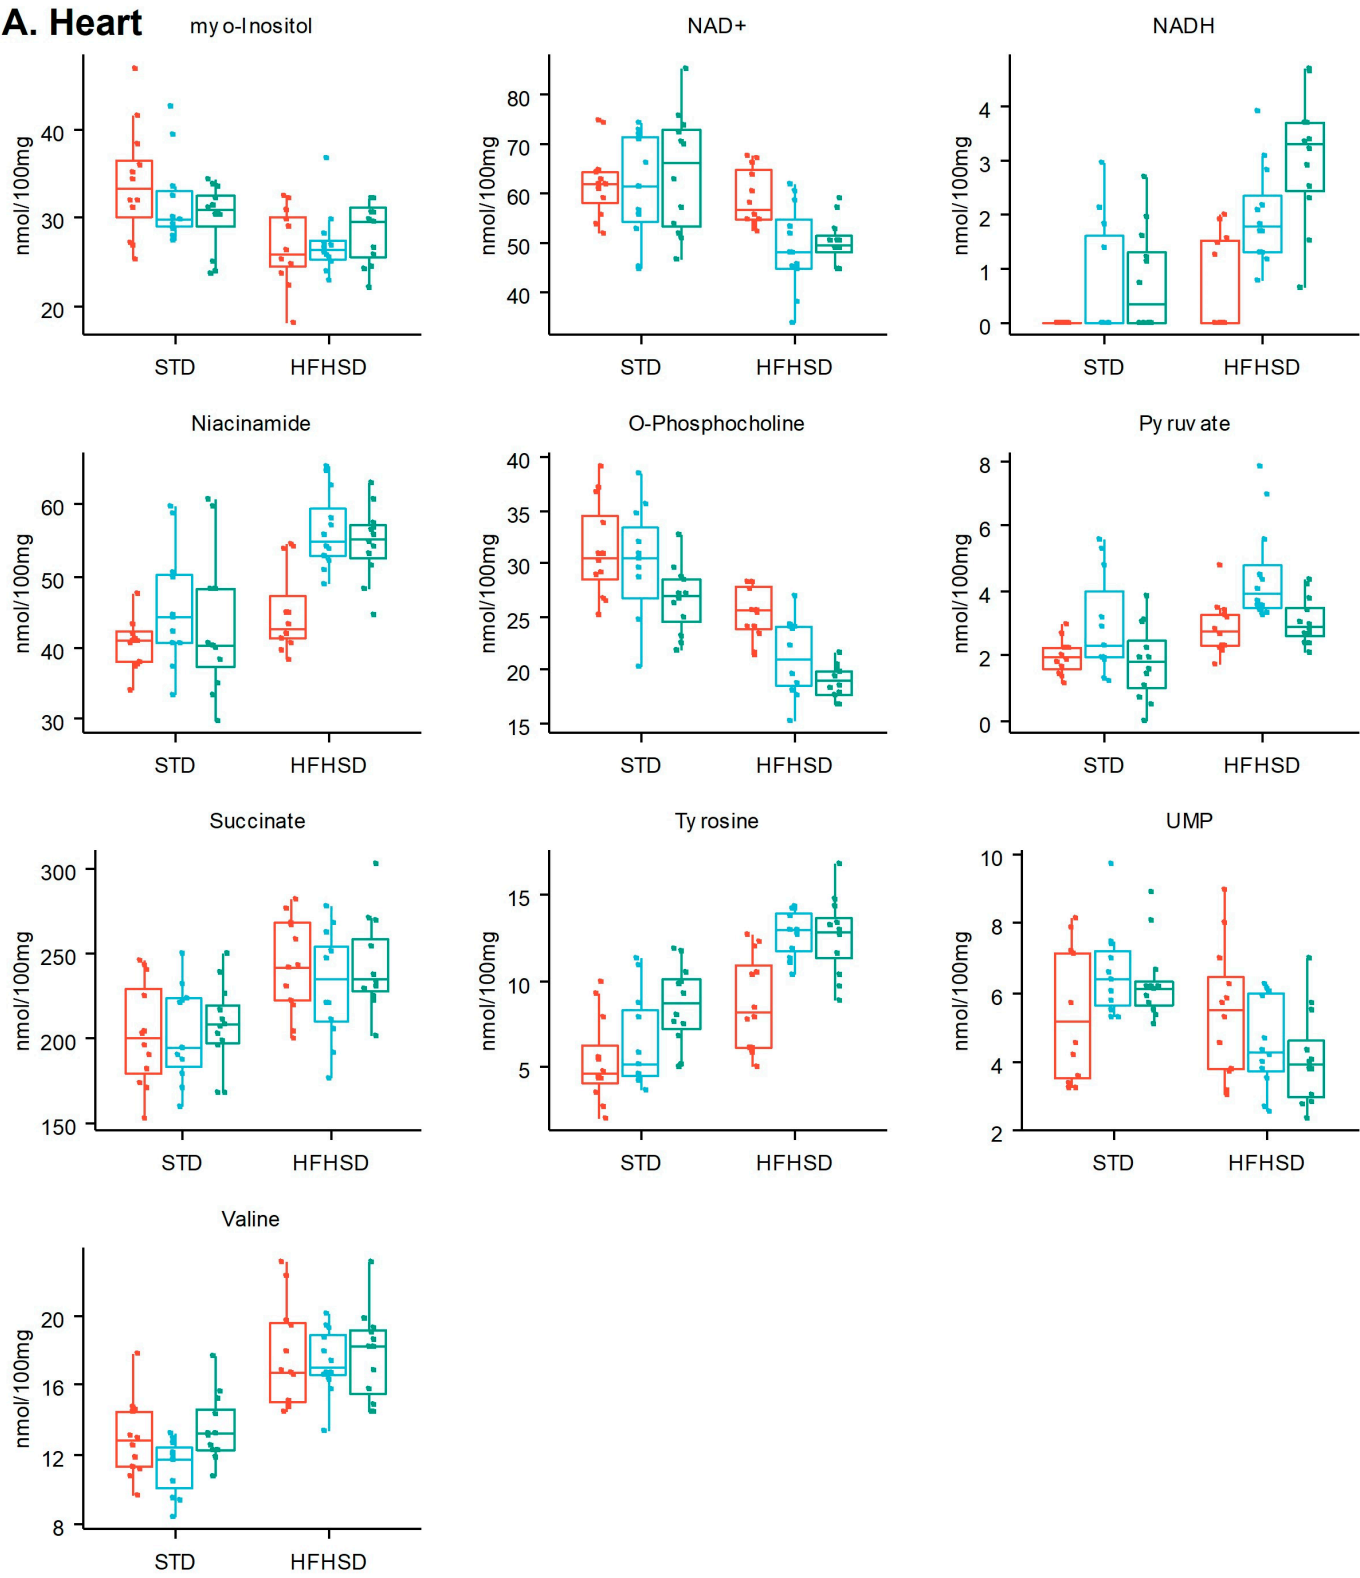 A. Heart
myo-Inositol
NAD+
NADH
nmol/100mg
40
30
20
STD
HFHSD
nmol/100mg
80
70
60
50
40
STD
HFHSD
nmol/100mg
4
3
2
1
0
STD
HFHSD
Niacinamide
O-Phosphocholine
Pyruvate
nmol/100mg
60
50
40
30
STD
HFHSD
nmol/100mg
40
35
30
25
20
15
STD
HFHSD
nmol/100mg
8
6
4
2
0
STD
HFHSD
Succinate
Tyrosine
UMP
nmol/100mg
300
250
200
150
STD
HFHSD
nmol/100mg
15
10
5
STD
HFHSD
nmol/100mg
10
8
6
4
2
STD
HFHSD
Valine
nmol/100mg
20
16
12
8
STD
HFHSD